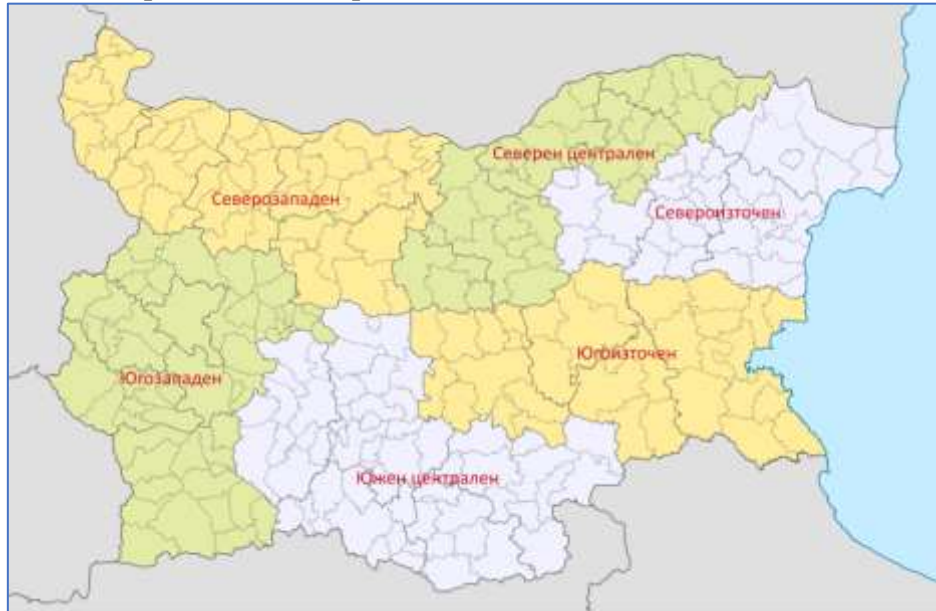 Северен централен
Северозападен
Североизточен
Югоизточен
Югозападен
Южен централен